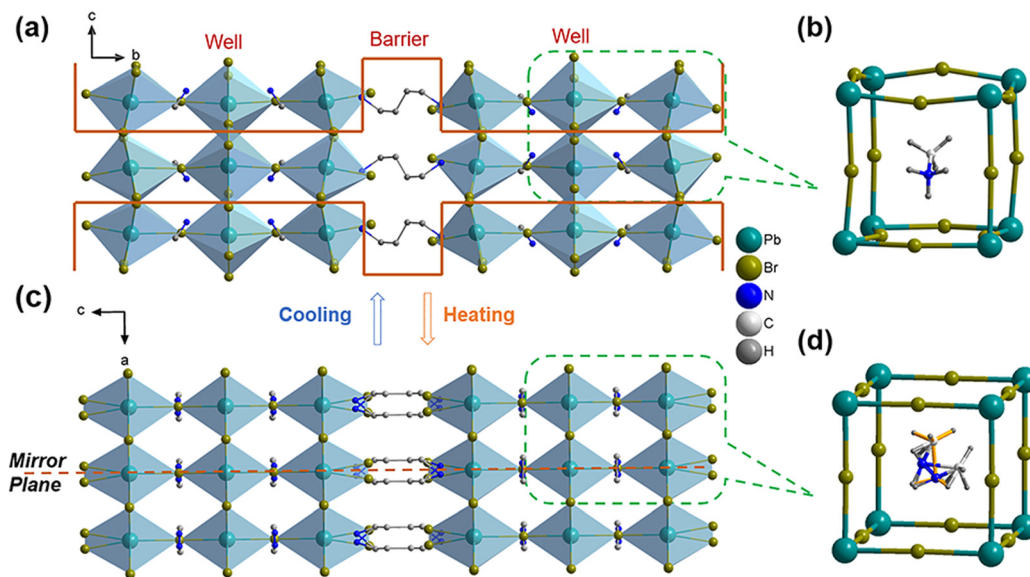 (a)
c
b
Well
Barrier
Well
(b)
Pb
Br
N
C
H
(c)
c
a
Cooling
Heating
(d)
Mirror
Plane